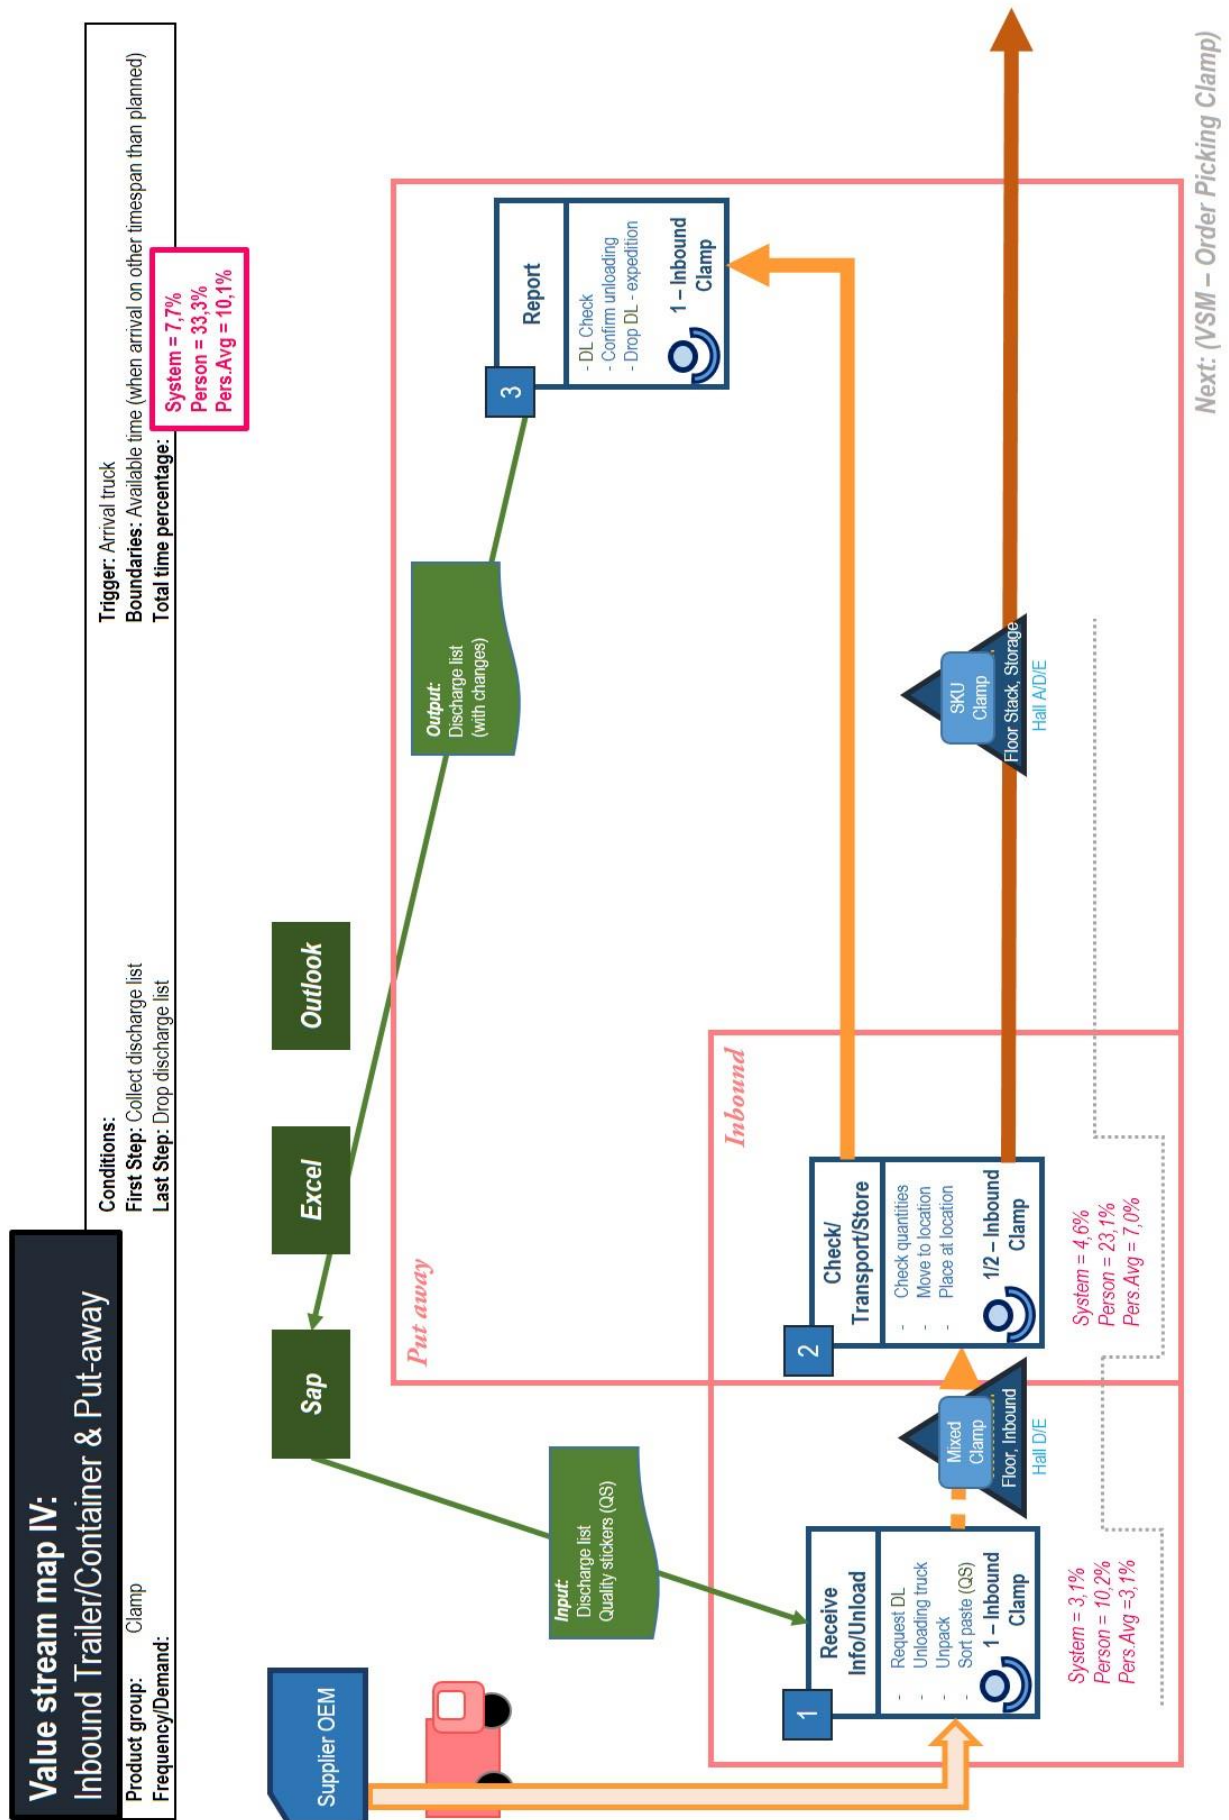 Value stream map IV:
Inbound Trailer/Container & Put-away
Product group: Clamp
Frequency/Demand:
Conditions:
First Step: Collect discharge list
Last Step: Drop discharge list
Trigger: Arrival truck
Boundaries: Available time (when arrival on other timespan than planned)
Total time percentage:
System = 7,7%
Person = 33,3%
Pers.Avg = 10,1%
Supplier OEM
Sap
Excel
Outlook
Input:
Discharge list
Quality stickers (QS)
Output:
Discharge list
(with changes)
Put away
Inbound
1
Receive
Info/Unload
- Request DL
- Unloading truck
- Unpack
- Sort paste (QS)
1 – Inbound
Clamp
System = 3,1%
Person = 10,2%
Pers.Avg =3,1%
Mixed
Clamp
Floor, Inbound
Hall D/E
2
Check/
Transport/Store
- Check quantities
- Move to location
- Place at location
1/2 – Inbound
Clamp
System = 4,6%
Person = 23,1%
Pers.Avg = 7,0%
SKU
Clamp
Floor Stack, Storage
Hall A/D/E
3
Report
- DL Check
- Confirm unloading
- Drop DL - expedition
1 – Inbound
Clamp
Next: (VSM – Order Picking Clamp)